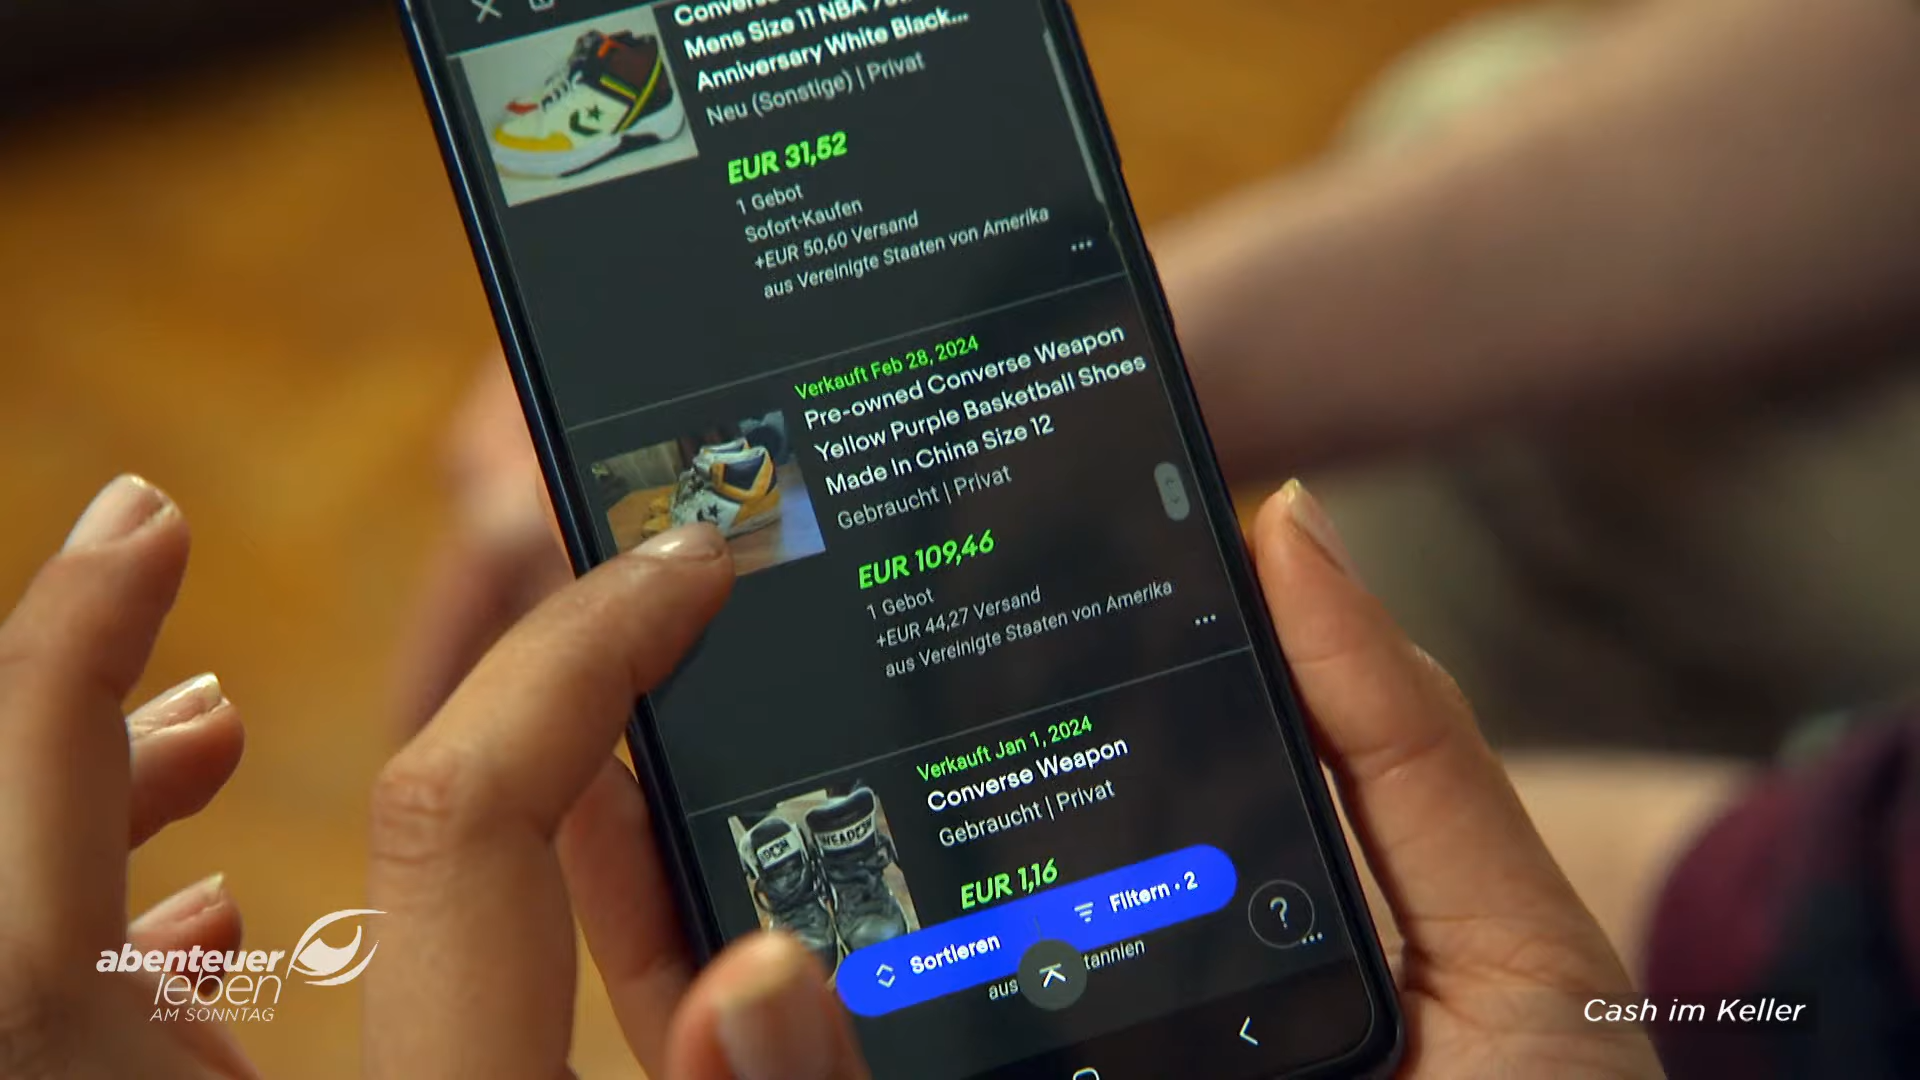 Mens Size 11 NBA
Anniversary White Black...
Neu (Sonstige) | Privat
EUR 31,52
1 Gebot
Sofort-Kaufen
+EUR 50,60 Versand
aus Vereinigte Staaten von Amerika
Verkauft Feb 28, 2024
Pre-owned Converse Weapon
Yellow Purple Basketball Shoes
Made In China Size 12
Gebraucht | Privat
EUR 109,46
1 Gebot
+EUR 44,27 Versand
aus Vereinigte Staaten von Amerika
Verkauft Jan 1, 2024
Converse Weapon
Gebraucht | Privat
EUR 1,16
Sortieren
Filtern • 2
?
aus
tannien
abenteuer
leben
AM SONNTAG
Cash im Keller